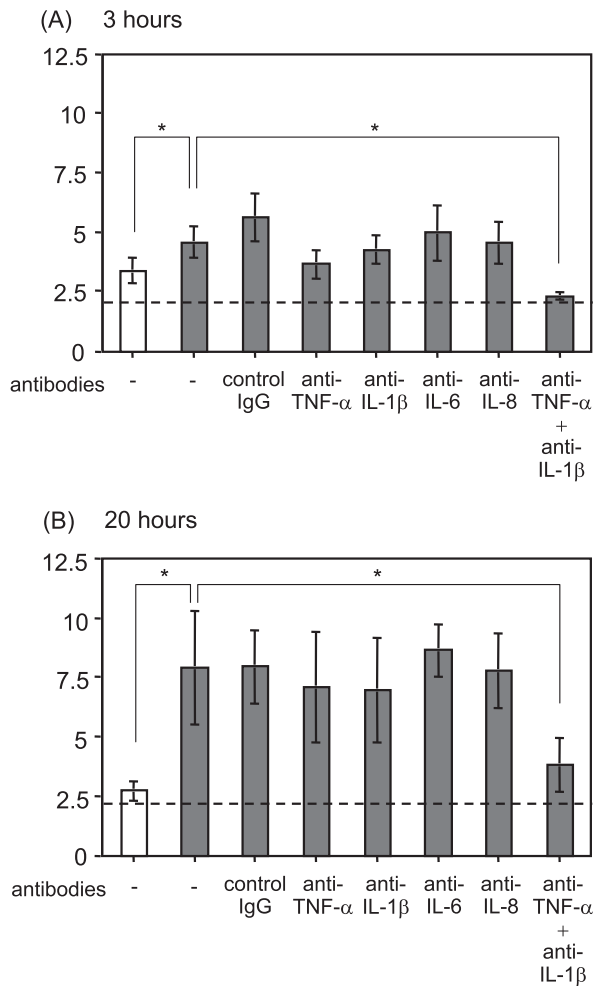 (A) 3 hours
12.5
10
7.5
5
2.5
0
* *
antibodies - - control anti- anti- anti- anti- anti-
IgG TNF-α IL-1β IL-6 IL-8 TNF-α
+
anti-
IL-1β
(B) 20 hours
12.5
10
7.5
5
2.5
0
* *
antibodies - - control anti- anti- anti- anti- anti-
IgG TNF-α IL-1β IL-6 IL-8 TNF-α
+
anti-
IL-1β